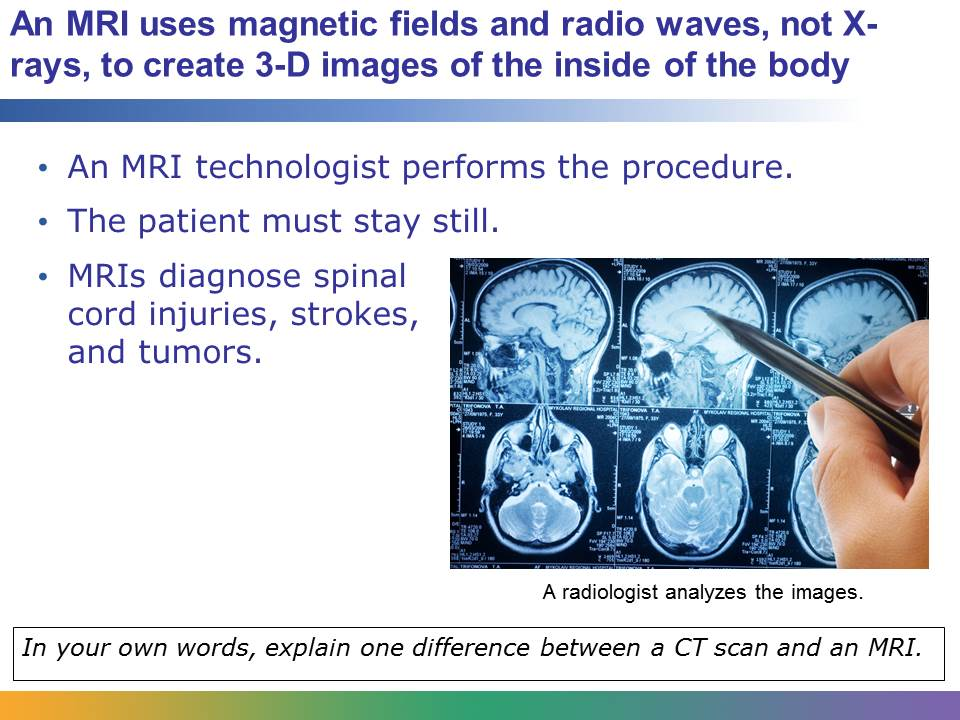 An MRI uses magnetic fields and radio waves, not X-
rays, to create 3-D images of the inside of the body
• An MRI technologist performs the procedure.
• The patient must stay still.
• MRIs diagnose spinal
cord injuries, strokes,
and tumors.
A radiologist analyzes the images.
In your own words, explain one difference between a CT scan and an MRI.